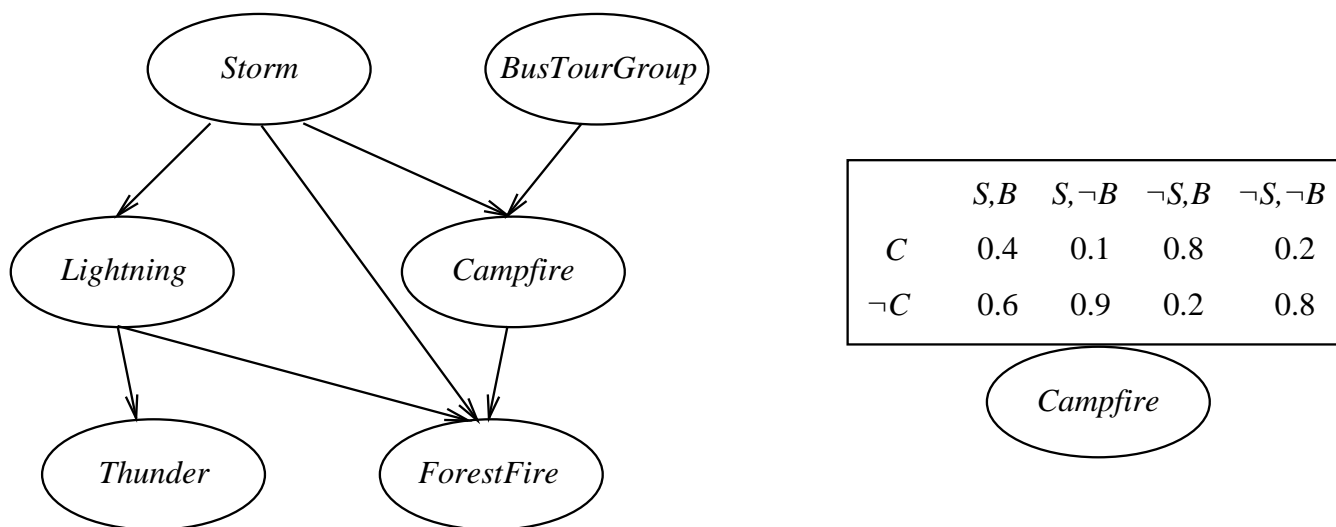 Storm BusTourGroup
S,B S,¬B ¬S,B ¬S,¬B
C 0.4 0.1 0.8 0.2
Lightning Campfire
¬C 0.6 0.9 0.2 0.8
Campfire
Thunder ForestFire